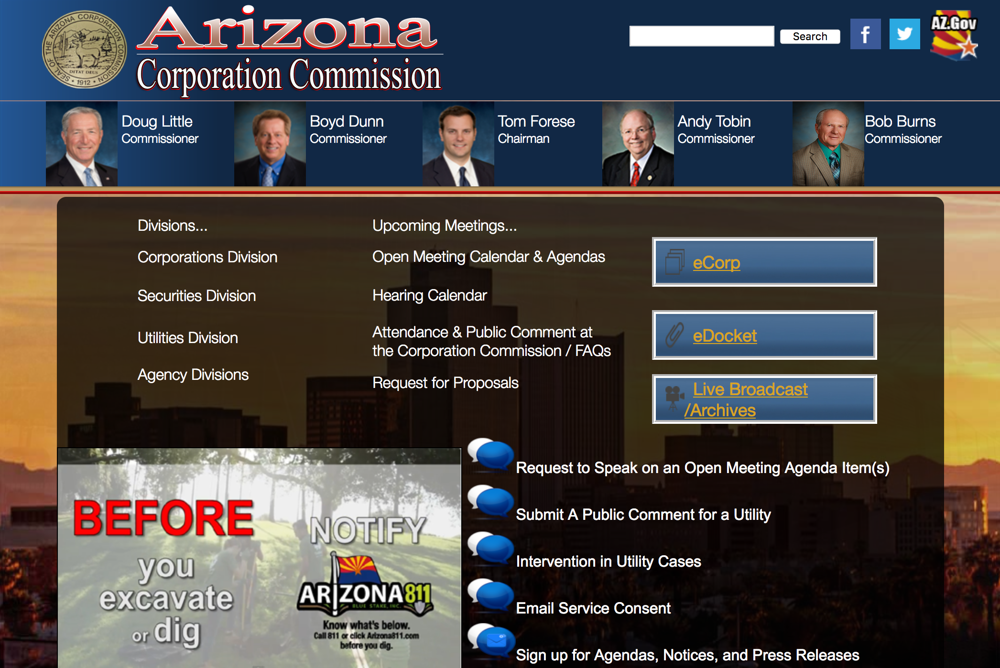 SEAL OF THE ARIZONA CORPORATION COMMISSION
DITAT DEUS
1912
Arizona
Corporation Commission
Search
f
AZ.Gov
Doug Little
Commissioner
Boyd Dunn
Commissioner
Tom Forese
Chairman
Andy Tobin
Commissioner
Bob Burns
Commissioner
Divisions...
Corporations Division
Securities Division
Utilities Division
Agency Divisions
Upcoming Meetings...
Open Meeting Calendar & Agendas
Hearing Calendar
Attendance & Public Comment at
the Corporation Commission / FAQs
Request for Proposals
eCorp
eDocket
Live Broadcast
/Archives
BEFORE
you
excavate
or dig
NOTIFY
ARIZONA811
BLUE STAKE, INC.
Know what's below.
Call 811 or click Arizona811.com
before you dig.
Request to Speak on an Open Meeting Agenda Item(s)
Submit A Public Comment for a Utility
Intervention in Utility Cases
Email Service Consent
Sign up for Agendas, Notices, and Press Releases